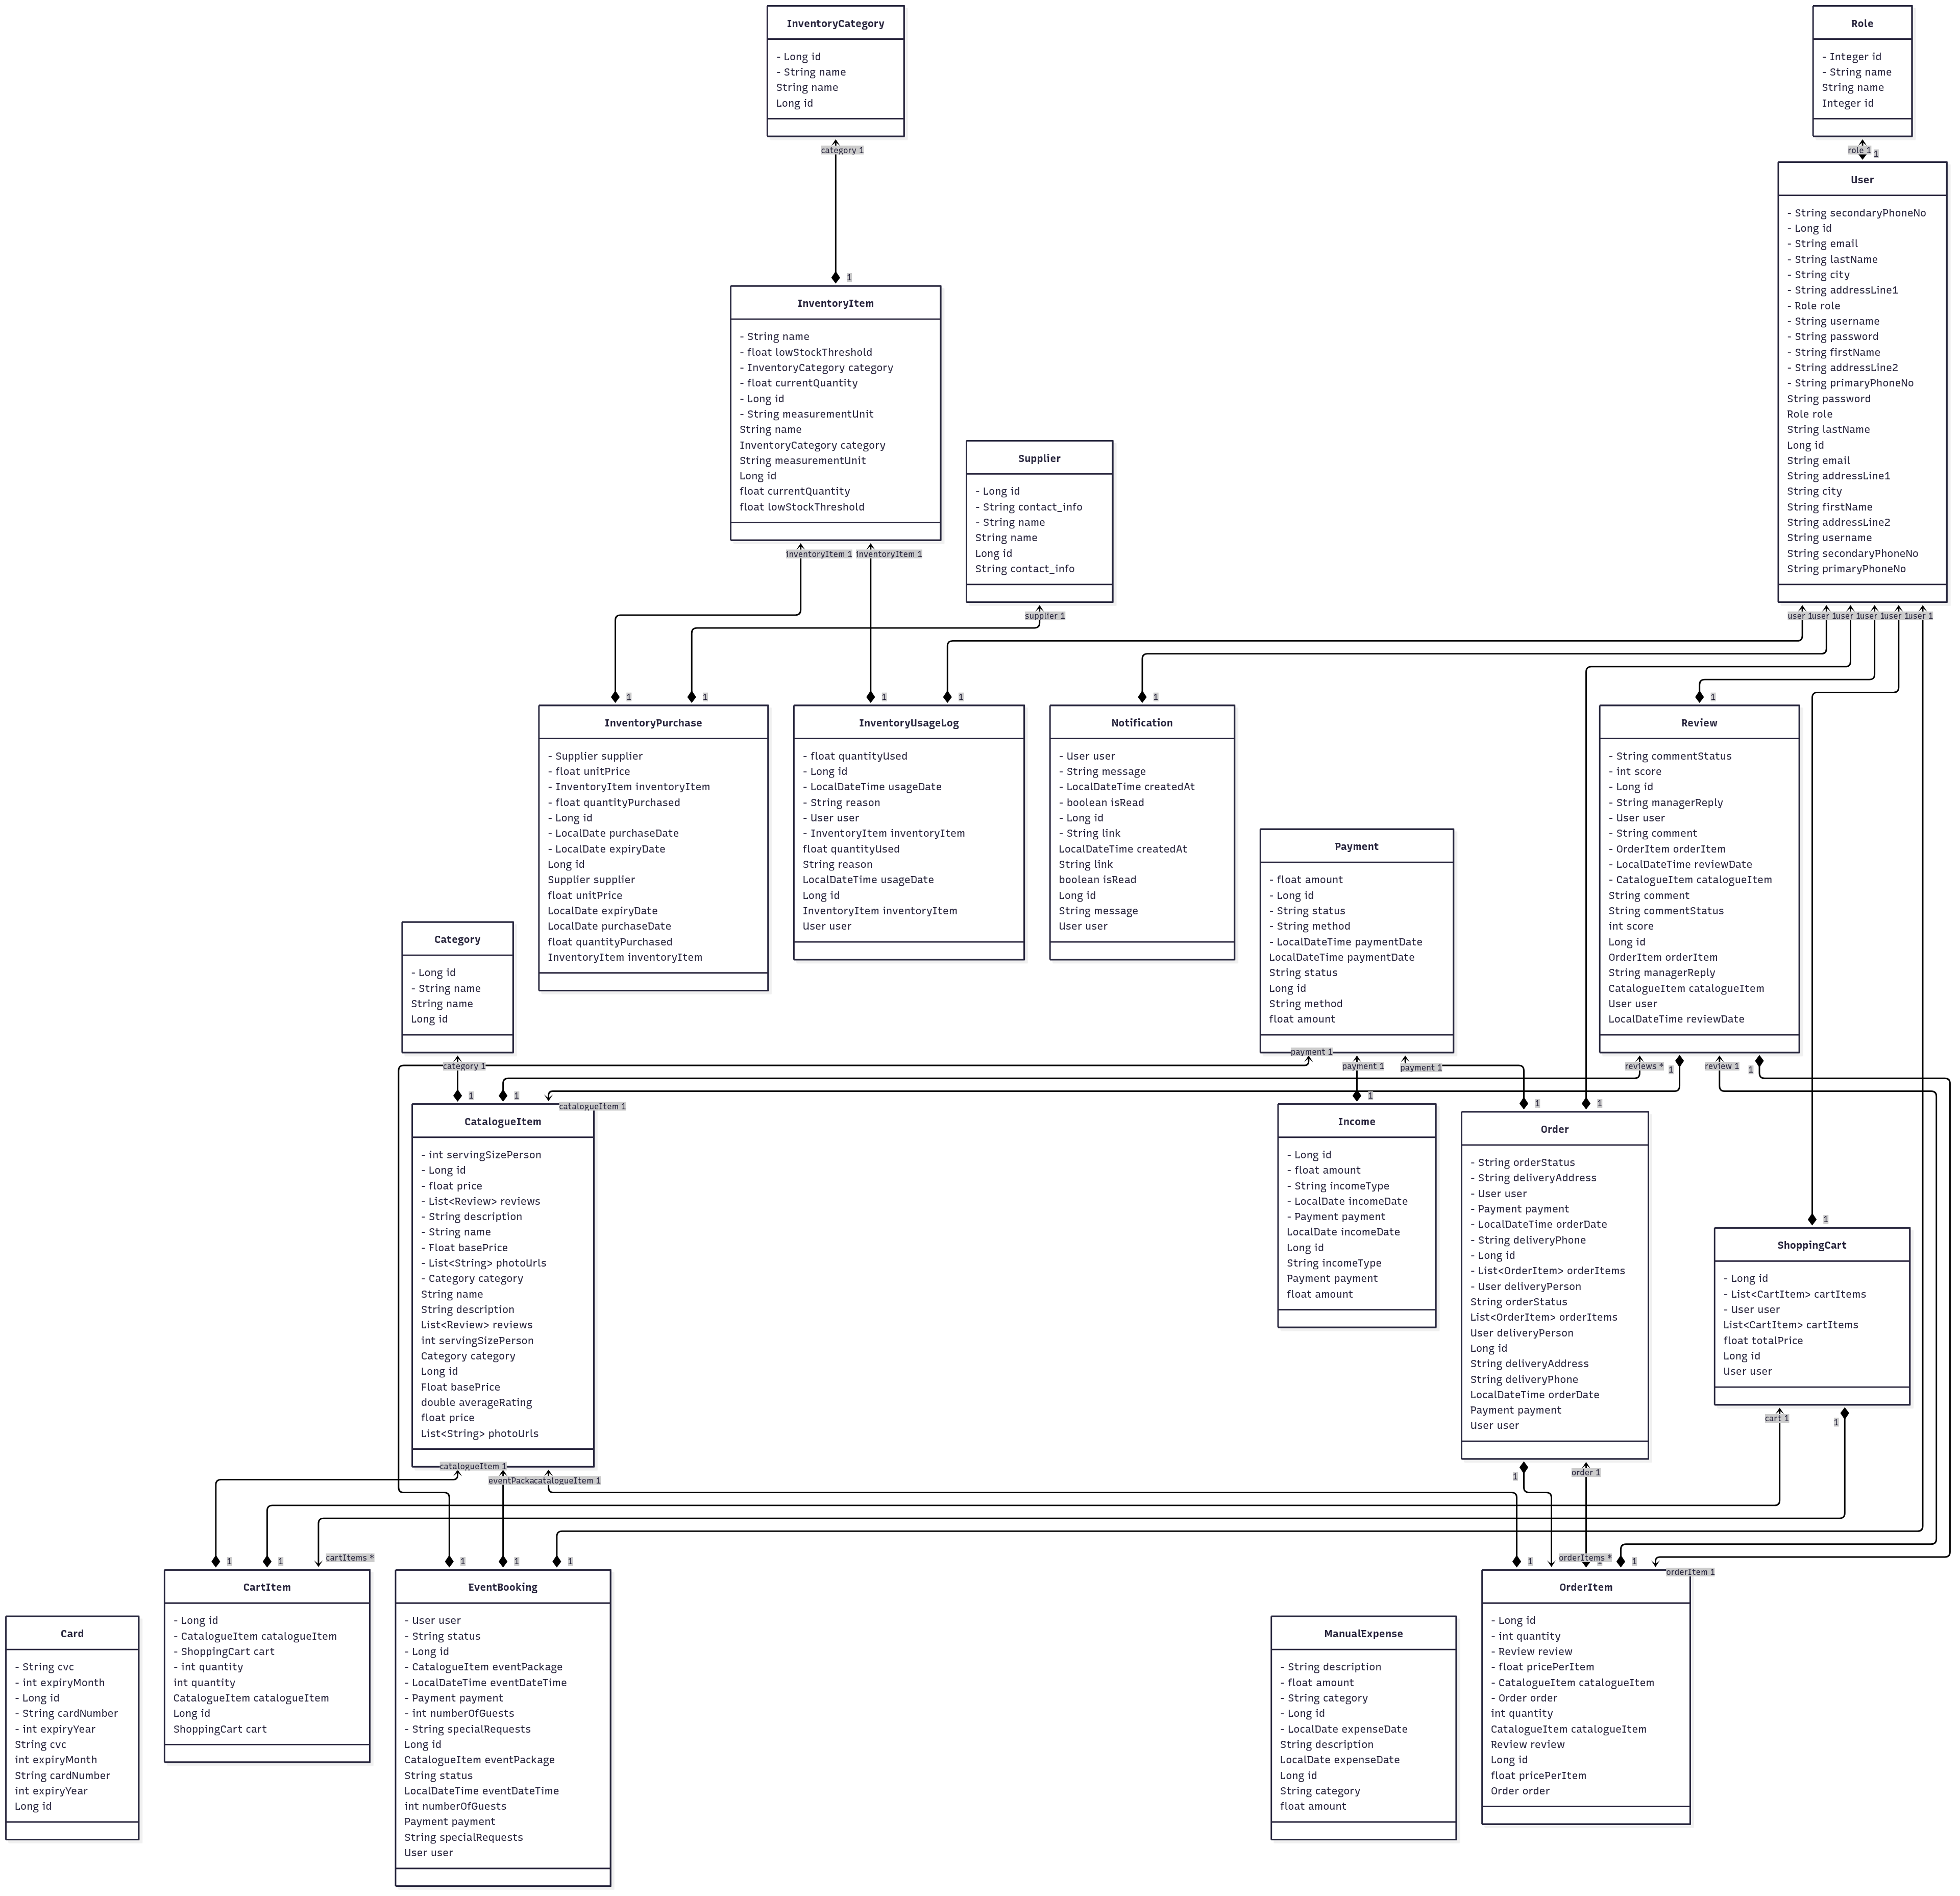 InventoryCategory
- Long id
- String name
String name
Long id
Role
- Integer id
- String name
String name
Integer id
category 1
role 1
1
User
- String secondaryPhoneNo
- Long id
- String email
- String lastName
- String city
- String addressLine1
- Role role
- String username
- String password
- String firstName
- String addressLine2
- String primaryPhoneNo
String password
Role role
String lastName
Long id
String email
String addressLine1
String city
String firstName
String addressLine2
String username
String secondaryPhoneNo
String primaryPhoneNo
1
InventoryItem
- String name
- float lowStockThreshold
- InventoryCategory category
- float currentQuantity
- Long id
- String measurementUnit
String name
InventoryCategory category
String measurementUnit
Long id
float currentQuantity
float lowStockThreshold
Supplier
- Long id
- String contact_info
- String name
String name
Long id
String contact_info
inventoryItem 1
inventoryItem 1
supplier 1
user 1
user 1
user 1
user 1
user 1
user 1
1
1
1
1
1
1
InventoryPurchase
- Supplier supplier
- float unitPrice
- InventoryItem inventoryItem
- float quantityPurchased
- Long id
- LocalDate purchaseDate
- LocalDate expiryDate
Long id
Supplier supplier
float unitPrice
LocalDate expiryDate
LocalDate purchaseDate
float quantityPurchased
InventoryItem inventoryItem
InventoryUsageLog
- float quantityUsed
- Long id
- LocalDateTime usageDate
- String reason
- User user
- InventoryItem inventoryItem
float quantityUsed
String reason
LocalDateTime usageDate
Long id
InventoryItem inventoryItem
User user
Notification
- User user
- String message
- LocalDateTime createdAt
- boolean isRead
- Long id
- String link
LocalDateTime createdAt
String link
boolean isRead
Long id
String message
User user
Review
- String commentStatus
- int score
- Long id
- String managerReply
- User user
- String comment
- OrderItem orderItem
- LocalDateTime reviewDate
- CatalogueItem catalogueItem
String comment
String commentStatus
int score
Long id
OrderItem orderItem
String managerReply
CatalogueItem catalogueItem
User user
LocalDateTime reviewDate
Payment
- float amount
- Long id
- String status
- String method
- LocalDateTime paymentDate
LocalDateTime paymentDate
String status
Long id
String method
float amount
Category
- Long id
- String name
String name
Long id
category 1
payment 1
payment 1
payment 1
reviews *
1
review 1
1
1
1
catalogueItem 1
1
1
1
CatalogueItem
- int servingSizePerson
- Long id
- float price
- List<Review> reviews
- String description
- String name
- Float basePrice
- List<String> photoUrls
- Category category
String name
String description
List<Review> reviews
int servingSizePerson
Category category
Long id
Float basePrice
double averageRating
float price
List<String> photoUrls
Income
- Long id
- float amount
- String incomeType
- LocalDate incomeDate
- Payment payment
LocalDate incomeDate
Long id
String incomeType
Payment payment
float amount
Order
- String orderStatus
- String deliveryAddress
- User user
- Payment payment
- LocalDateTime orderDate
- String deliveryPhone
- Long id
- List<OrderItem> orderItems
- User deliveryPerson
String orderStatus
List<OrderItem> orderItems
User deliveryPerson
Long id
String deliveryAddress
String deliveryPhone
LocalDateTime orderDate
Payment payment
User user
1
ShoppingCart
- Long id
- List<CartItem> cartItems
- User user
List<CartItem> cartItems
float totalPrice
Long id
User user
cart 1
1
catalogueItem 1
catalogueItem 1
1
order 1
1
1
cartItems *
1
1
1
1
orderItems *
1
orderItem 1
CartItem
- Long id
- CatalogueItem catalogueItem
- ShoppingCart cart
- int quantity
int quantity
CatalogueItem catalogueItem
Long id
ShoppingCart cart
EventBooking
- User user
- String status
- Long id
- CatalogueItem eventPackage
- LocalDateTime eventDateTime
- Payment payment
- int numberOfGuests
- String specialRequests
Long id
CatalogueItem eventPackage
String status
LocalDateTime eventDateTime
int numberOfGuests
Payment payment
String specialRequests
User user
OrderItem
- Long id
- int quantity
- Review review
- float pricePerItem
- CatalogueItem catalogueItem
- Order order
int quantity
CatalogueItem catalogueItem
Review review
Long id
float pricePerItem
Order order
Card
- String cvc
- int expiryMonth
- Long id
- String cardNumber
- int expiryYear
String cvc
int expiryMonth
String cardNumber
int expiryYear
Long id
ManualExpense
- String description
- float amount
- String category
- Long id
- LocalDate expenseDate
String description
LocalDate expenseDate
Long id
String category
float amount